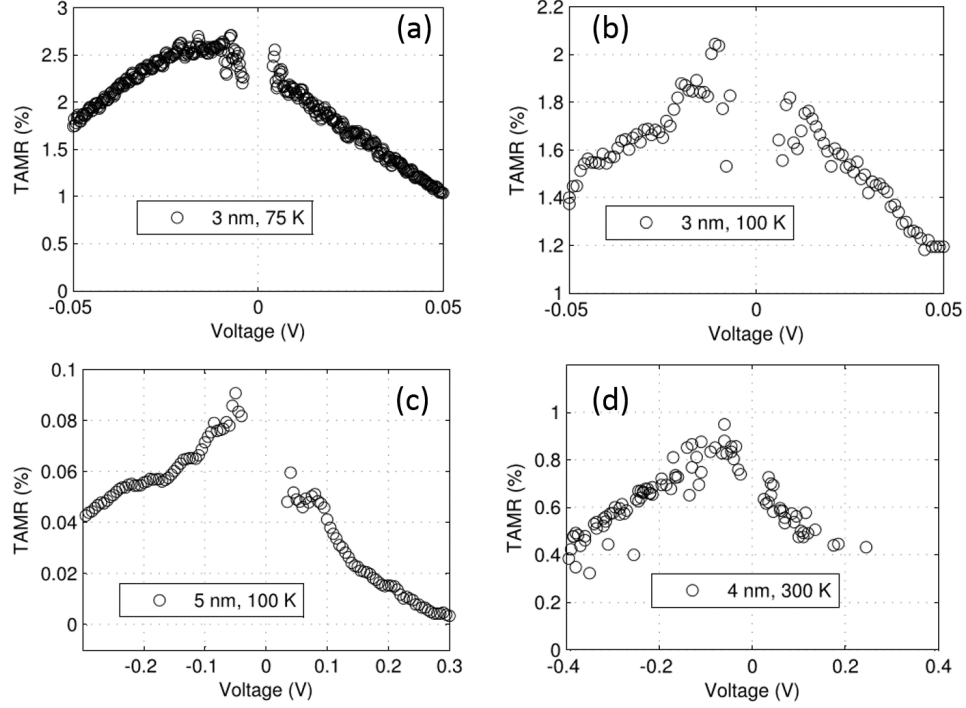 (a)
TAMR (%)
3
2.5
2
1.5
1
0.5
0
3 nm, 75 K
-0.05 0 0.05
Voltage (V)
(b)
TAMR (%)
2.2
2
1.8
1.6
1.4
1.2
1
3 nm, 100 K
-0.05 0 0.05
Voltage (V)
(c)
TAMR (%)
0.1
0.08
0.06
0.04
0.02
0
5 nm, 100 K
-0.2 -0.1 0 0.1 0.2 0.3
Voltage (V)
(d)
TAMR (%)
1
0.8
0.6
0.4
0.2
0
4 nm, 300 K
-0.4 -0.2 0 0.2 0.4
Voltage (V)